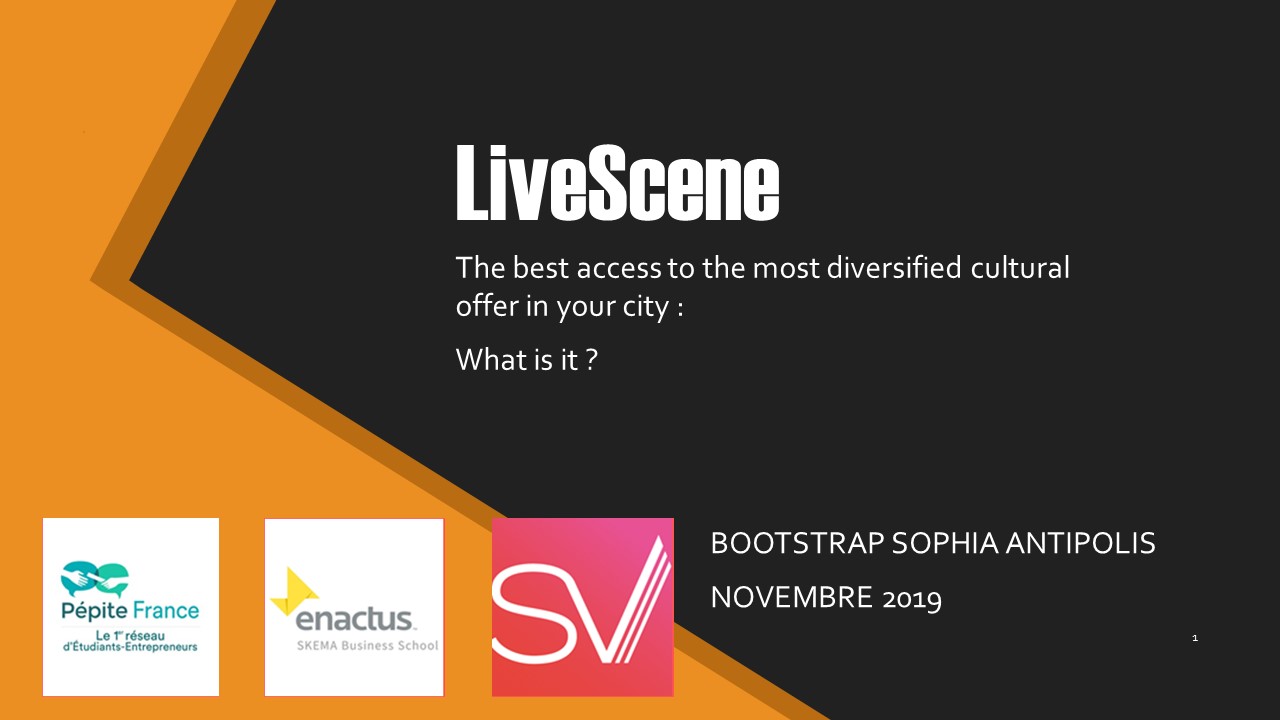 LiveScene
The best access to the most diversified cultural
offer in your city :
What is it ?
Pépite France
Le 1er réseau
d'Étudiants-Entrepreneurs
enactus™
SKEMA Business School
SV
BOOTSTRAP SOPHIA ANTIPOLIS
NOVEMBRE 2019
1